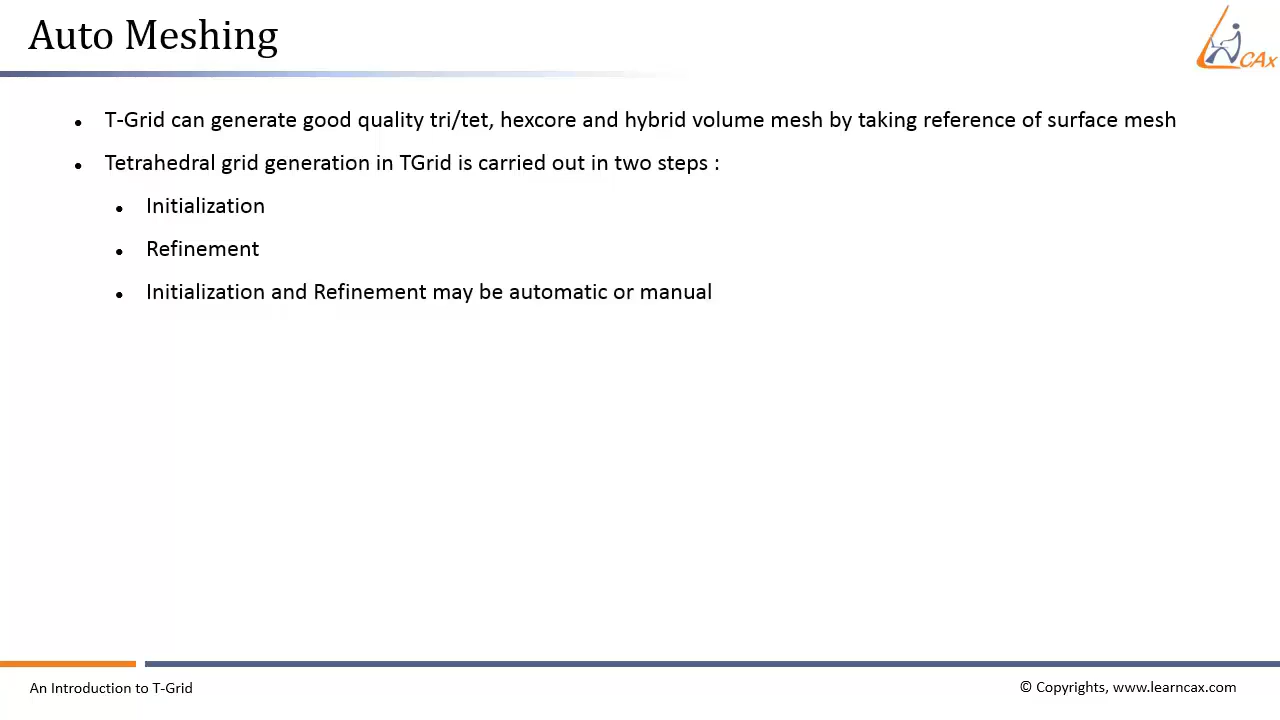 Auto Meshing
CAx
• T-Grid can generate good quality tri/tet, hexcore and hybrid volume mesh by taking reference of surface mesh
• Tetrahedral grid generation in TGrid is carried out in two steps :
• Initialization
• Refinement
• Initialization and Refinement may be automatic or manual
An Introduction to T-Grid
© Copyrights, www.learncax.com